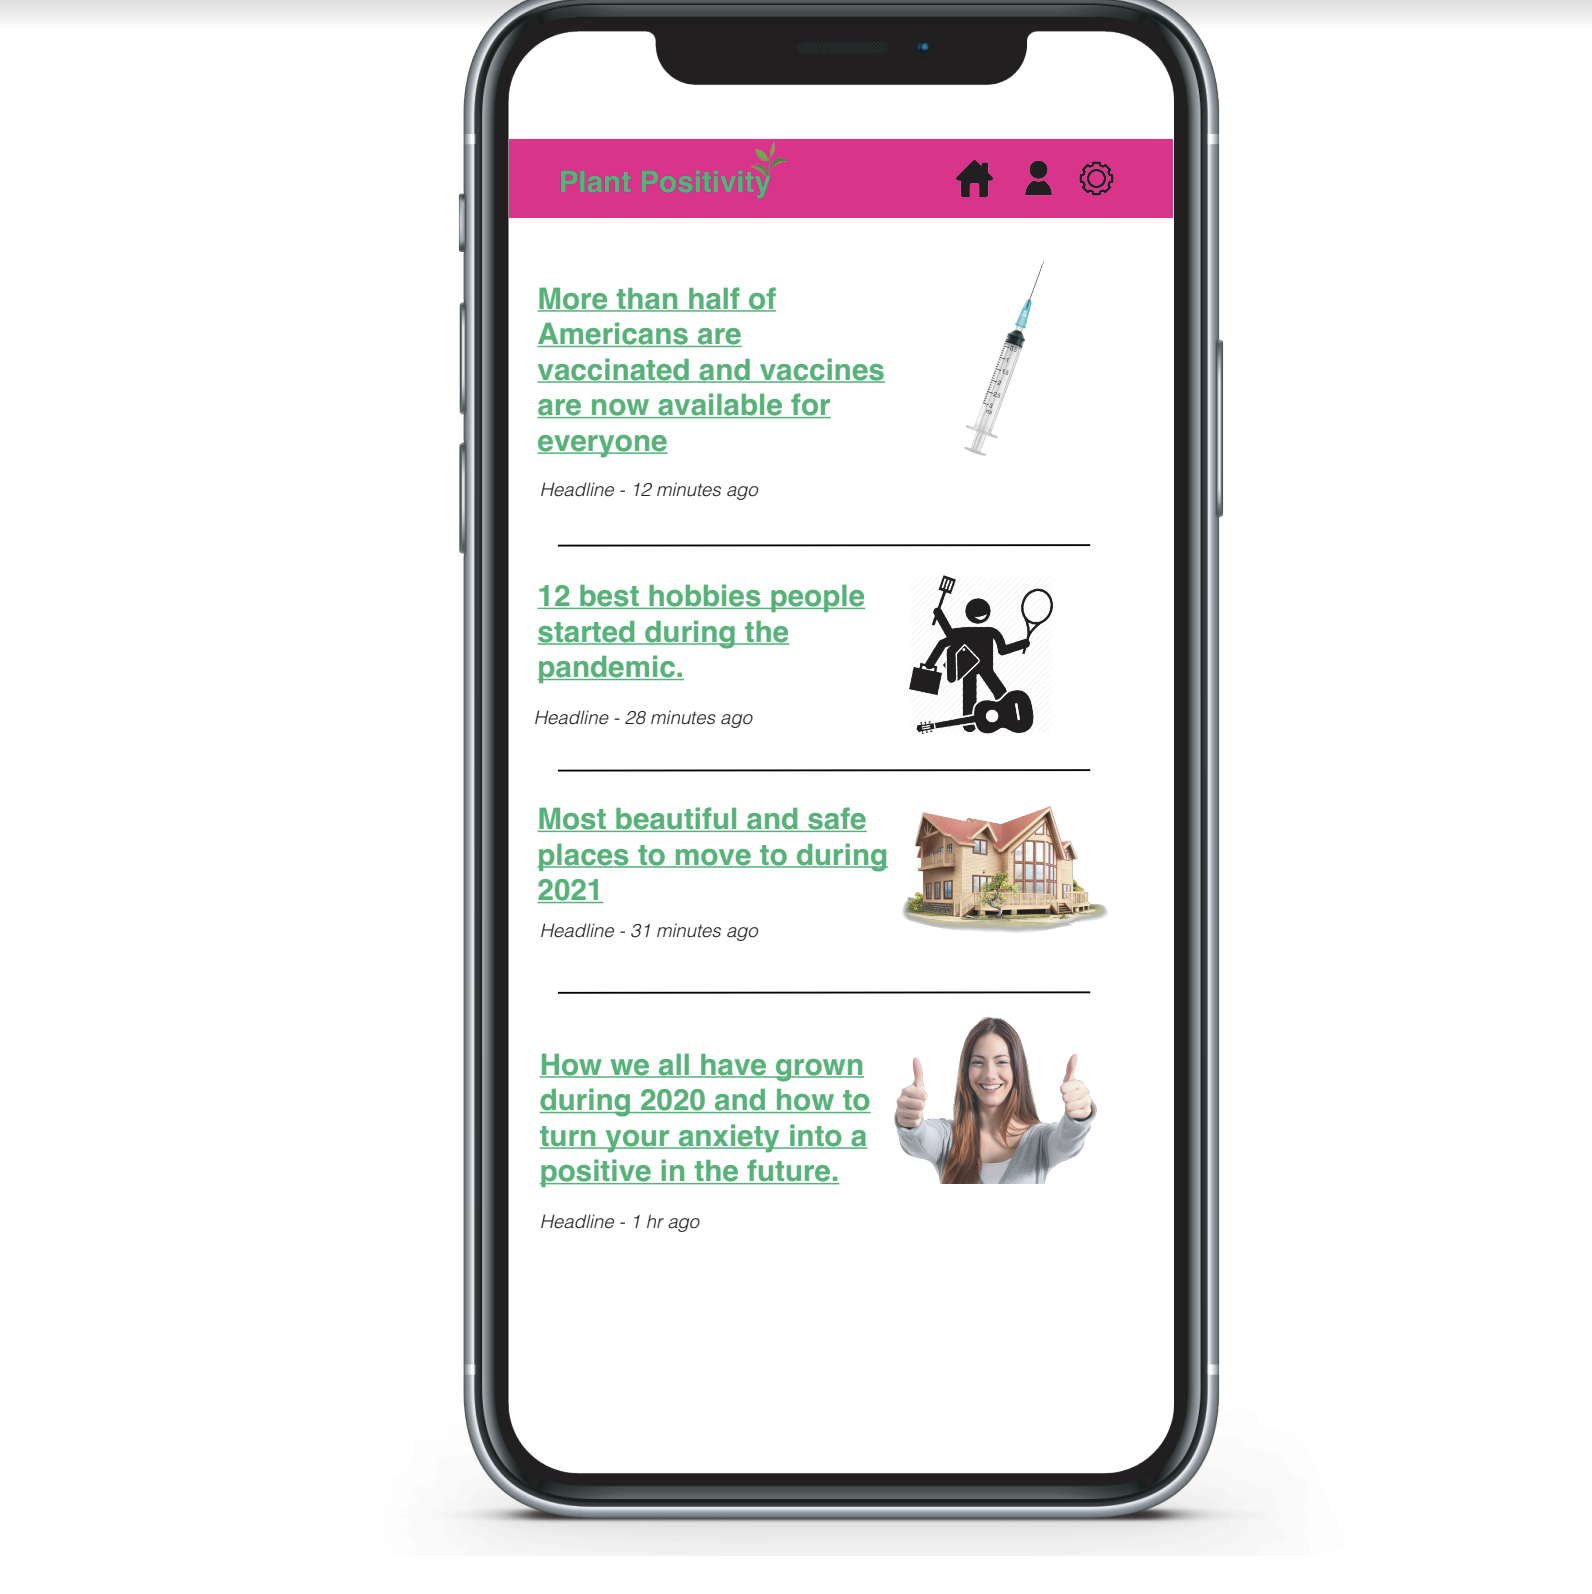 Plant Positivity
More than half of
Americans are
vaccinated and vaccines
are now available for
everyone
Headline - 12 minutes ago
12 best hobbies people
started during the
pandemic.
Headline - 28 minutes ago
Most beautiful and safe
places to move to during
2021
Headline - 31 minutes ago
How we all have grown
during 2020 and how to
turn your anxiety into a
positive in the future.
Headline - 1 hr ago